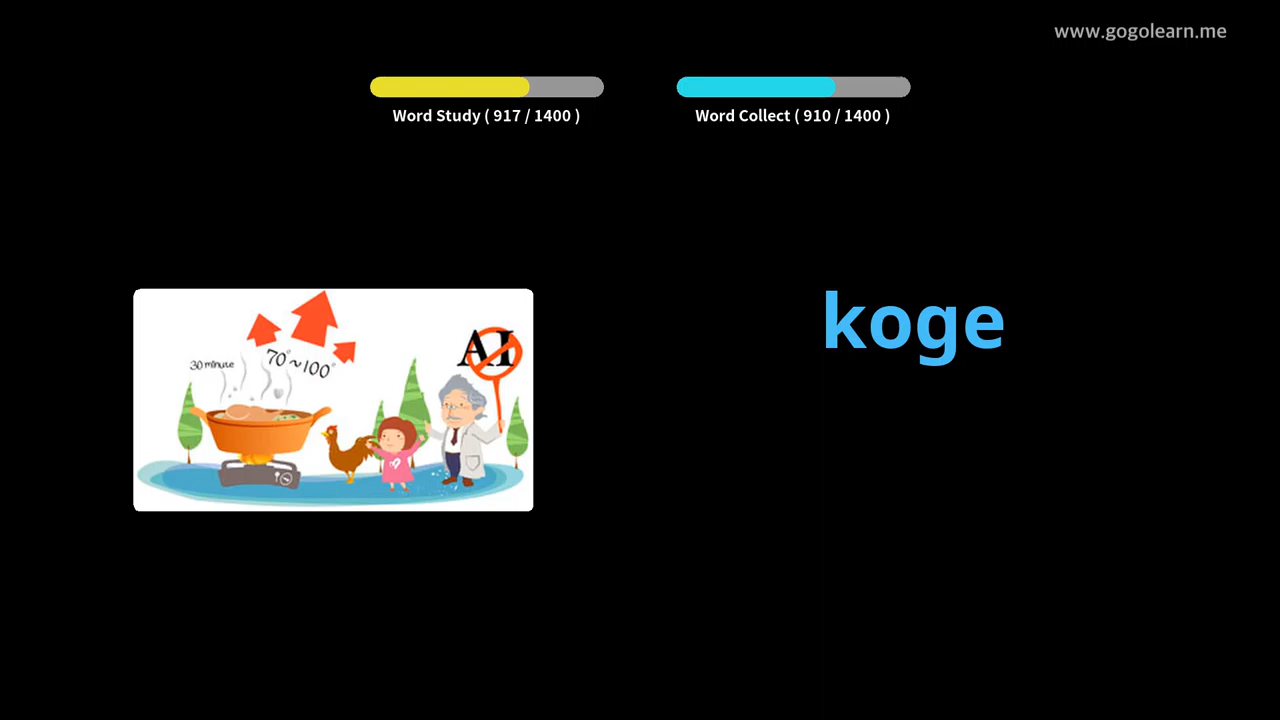 www.gogolearn.me
Word Study ( 917 / 1400 )
Word Collect ( 910 / 1400 )
koge
30 minute
70°~100°
AI